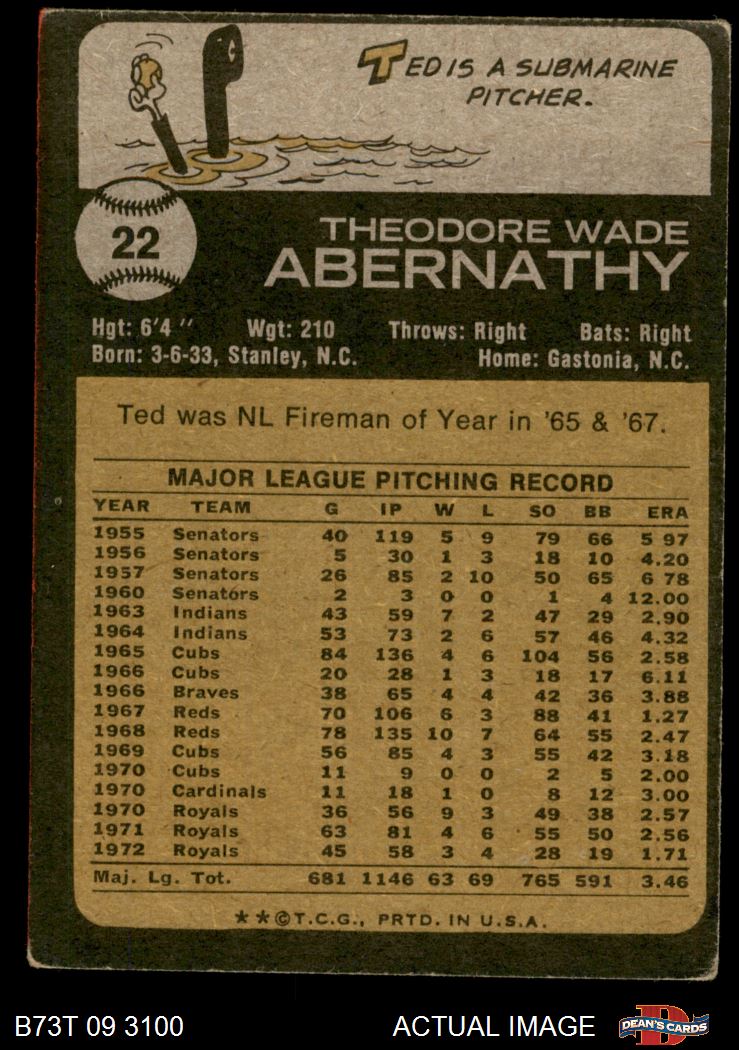 TED IS A SUBMARINE
PITCHER.
22
THEODORE WADE
ABERNATHY
Hgt: 6'4 " Wgt: 210 Throws: Right Bats: Right
Born: 3-6-33, Stanley, N.C. Home: Gastonia, N.C.
Ted was NL Fireman of Year in '65 & '67.
MAJOR LEAGUE PITCHING RECORD
YEAR TEAM G IP W L SO BB ERA
1955 Senators 40 119 5 9 79 66 5 97
1956 Senators 5 30 1 3 18 10 4.20
1957 Senators 26 85 2 10 50 65 6 78
1960 Senators 2 3 0 0 1 4 12.00
1963 Indians 43 59 7 2 47 29 2.90
1964 Indians 53 73 2 6 57 46 4.32
1965 Cubs 84 136 4 6 104 56 2.58
1966 Cubs 20 28 1 3 18 17 6.11
1966 Braves 38 65 4 4 42 36 3.88
1967 Reds 70 106 6 3 88 41 1.27
1968 Reds 78 135 10 7 64 55 2.47
1969 Cubs 56 85 4 3 55 42 3.18
1970 Cubs 11 9 0 0 2 5 2.00
1970 Cardinals 11 18 1 0 8 12 3.00
1970 Royals 36 56 9 3 49 38 2.57
1971 Royals 63 81 4 6 55 50 2.56
1972 Royals 45 58 3 4 28 19 1.71
Maj. Lg. Tot. 681 1146 63 69 765 591 3.46
★ ★ © T.C.G., PRTD. IN U.S.A.
B73T 09 3100 ACTUAL IMAGE D DEAN'S CARDS